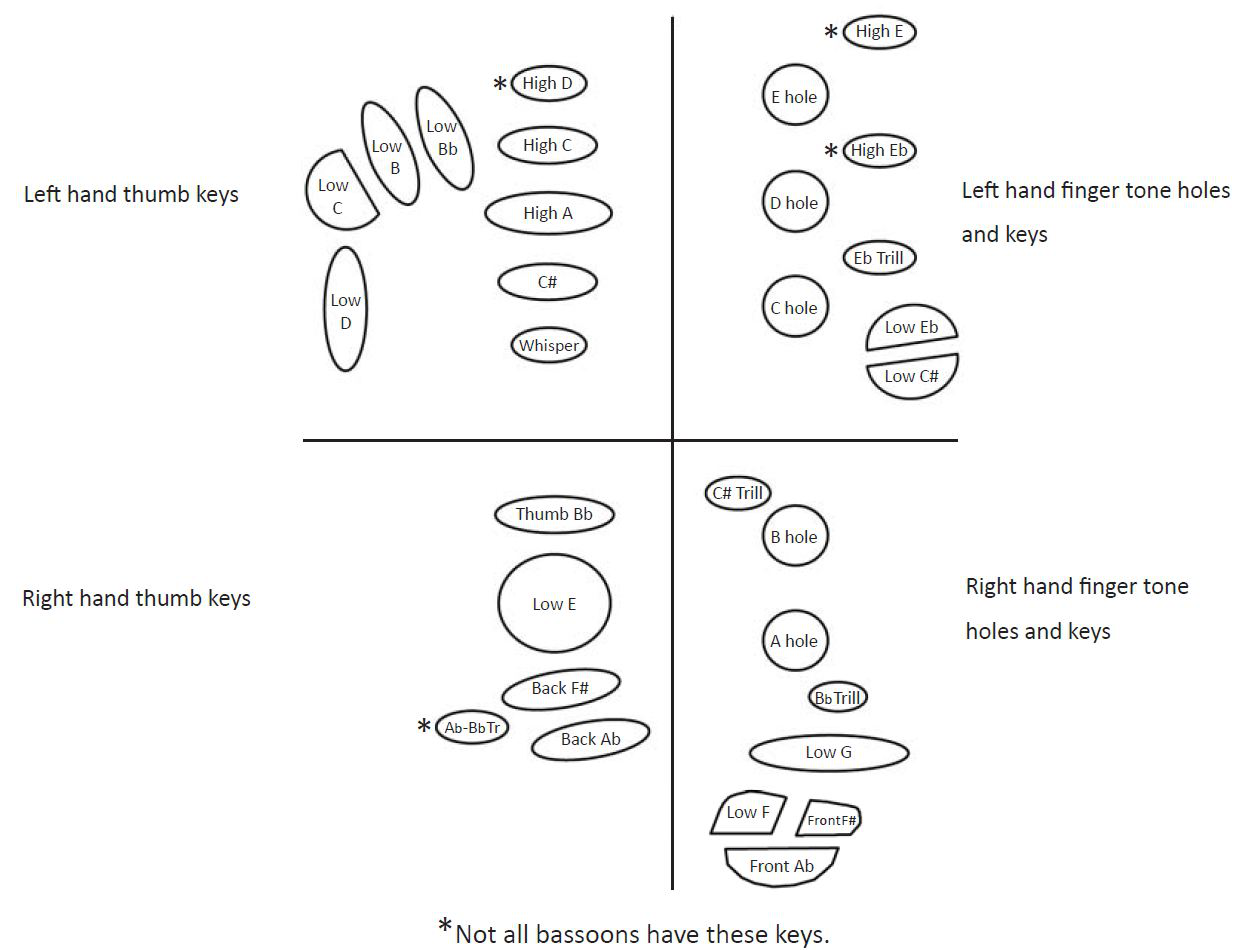 * High E
* High D
E hole
Low
Bb
Low
B
High C
* High Eb
Low
C
Left hand thumb keys
Left hand finger tone holes
and keys
D hole
High A
Eb Trill
C#
Low
D
C hole
Low Eb
Whisper
Low C#
C# Trill
Thumb Bb
B hole
Right hand thumb keys
Low E
Right hand finger tone
holes and keys
A hole
Back F#
BbTrill
* Ab-BbTr
Back Ab
Low G
Low F
FrontF#
Front Ab
*Not all bassoons have these keys.